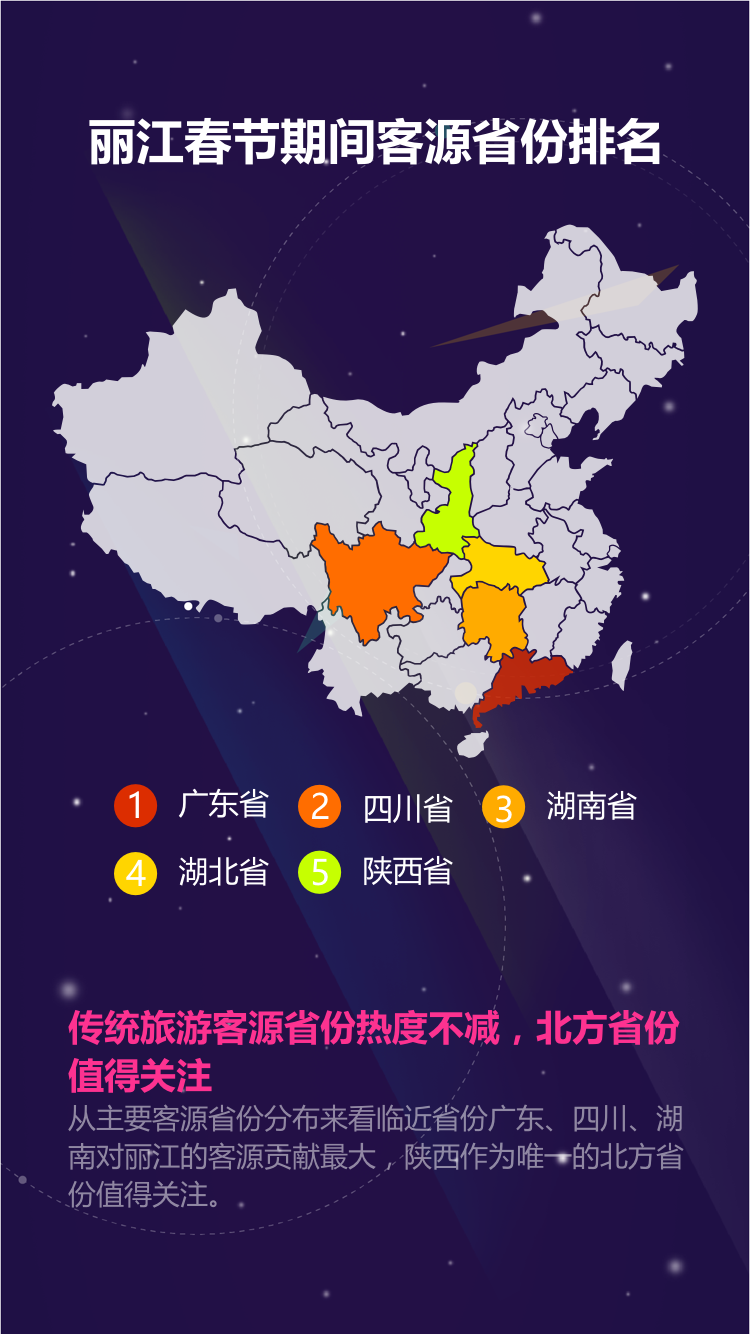 丽江春节期间客源省份排名
1 广东省 2 四川省 3 湖南省
4 湖北省 5 陕西省
传统旅游客源省份热度不减，北方省份
值得关注
从主要客源省份分布来看临近省份广东、四川、湖
南对丽江的客源贡献最大，陕西作为唯一的北方省
份值得关注。